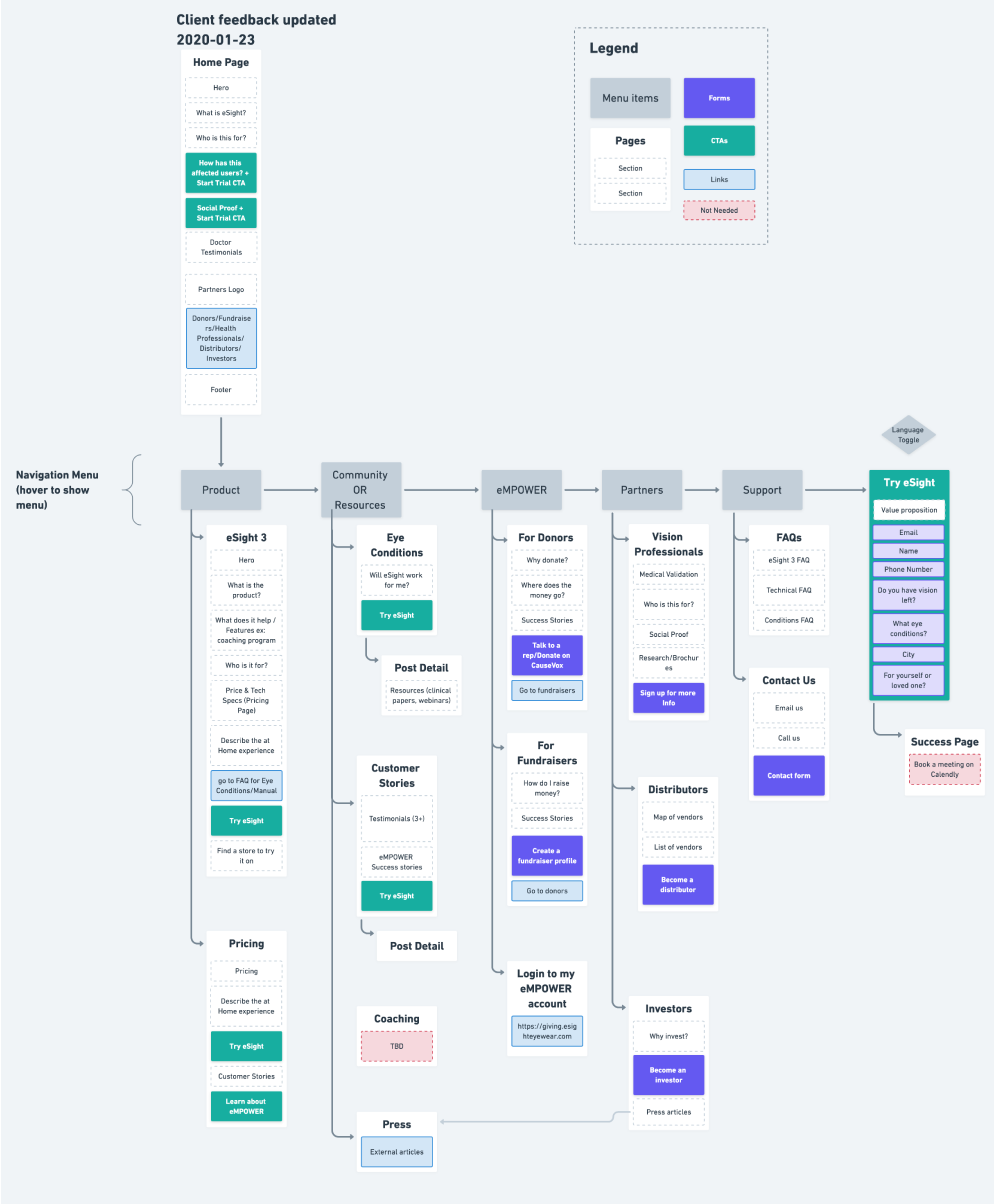 Client feedback updated
2020-01-23
Home Page
Hero
What is eSight?
Who is this for?
How has this
affected users? +
Start Trial CTA
Social Proof +
Start Trial CTA
Doctor
Testimonials
Partners Logo
Donors/Fundraise
rs/Health
Professionals/
Distributors/
Investors
Footer
Legend
Menu items
Forms
Pages
Section
Section
CTAs
Links
Not Needed
Language
Toggle
Navigation Menu
(hover to show
menu)
Product
Community
OR
Resources
eMPOWER
Partners
Support
Try eSight
Value proposition
Email
Name
Phone Number
Do you have vision
left?
What eye
conditions?
City
For yourself or
loved one?
Success Page
Book a meeting on
Calendly
eSight 3
Hero
What is the
product?
What does it help /
Features ex:
coaching program
Who is it for?
Price & Tech
Specs (Pricing
Page)
Describe the at
Home experience
go to FAQ for Eye
Conditions/Manual
Try eSight
Find a store to try
it on
Pricing
Pricing
Describe the at
Home experience
Try eSight
Customer Stories
Learn about
eMPOWER
Eye
Conditions
Will eSight work
for me?
Try eSight
Post Detail
Resources (clinical
papers, webinars)
Customer
Stories
Testimonials (3+)
eMPOWER
Success stories
Try eSight
Post Detail
Coaching
TBD
Press
External articles
For Donors
Why donate?
Where does the
money go?
Success Stories
Talk to a
rep/Donate on
CauseVox
Go to fundraisers
For
Fundraisers
How do I raise
money?
Success Stories
Create a
fundraiser profile
Go to donors
Login to my
eMPOWER
account
https://giving.esig
hteyewear.com
Vision
Professionals
Medical Validation
Who is this for?
Social Proof
Research/Brochur
es
Sign up for more
Info
Distributors
Map of vendors
List of vendors
Become a
distributor
Investors
Why invest?
Become an
investor
Press articles
FAQs
eSight 3 FAQ
Technical FAQ
Conditions FAQ
Contact Us
Email us
Call us
Contact form